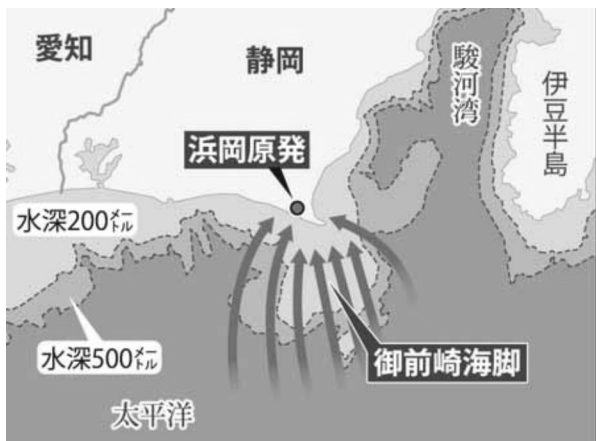 愛知
静岡
駿河湾
伊豆半島
浜岡原発
水深200㍍
水深500㍍
御前崎海脚
太平洋